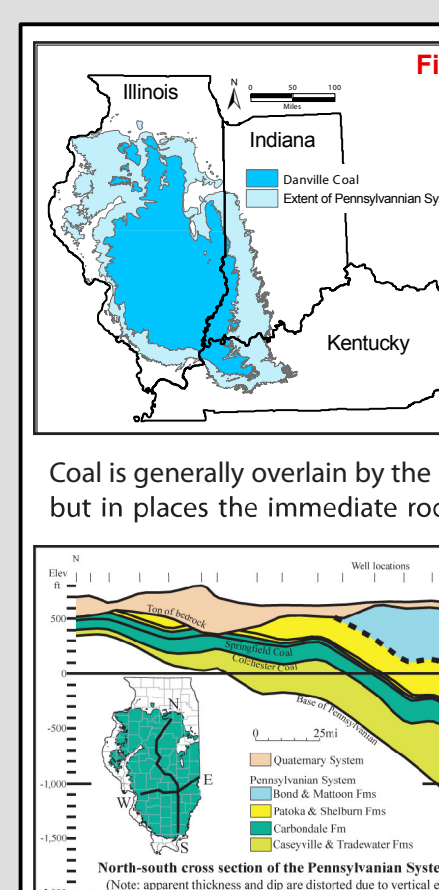 Fi
Illinois
N
0 50 100
Miles
Indiana
Danville Coal
Extent of Pennsylvannian Sy
Kentucky
Coal is generally overlain by the
but in places the immediate roo
N
Elev
ft
Well locations
500
0
-500
-1,000
-1,500
Top of bedrock
Springfield Coal
Colchester Coal
Base of Pennsylvanian
N
E
W
S
0 25mi
Quaternary System
Pennsylvanian System
Bond & Mattoon Fms
Patoka & Shelburn Fms
Carbondale Fm
Caseyville & Tradewater Fms
North-south cross section of the Pennsylvanian Syste
(Note: apparent thickness and dip are distorted due to vertical